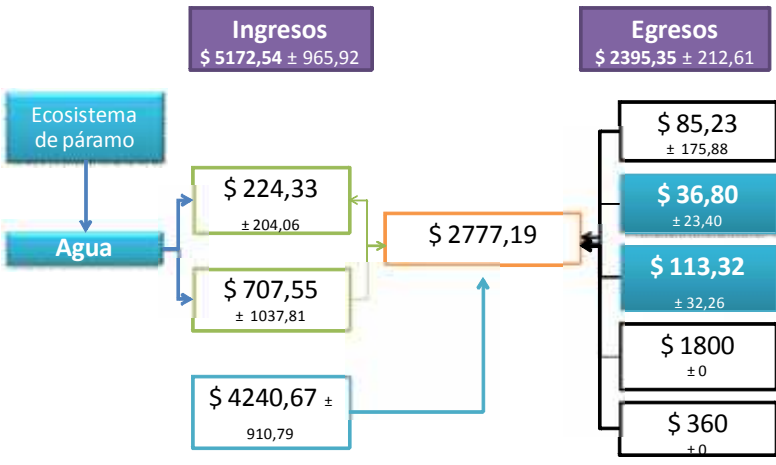 Ingresos
$ 5172,54 ± 965,92
Egresos
$ 2395,35 ± 212,61
Ecosistema
de páramo
Agua
$ 224,33
± 204,06
$ 707,55
± 1037,81
$ 4240,67 ±
910,79
$ 2777,19
$ 85,23
± 175,88
$ 36,80
± 23,40
$ 113,32
± 32,26
$ 1800
± 0
$ 360
± 0